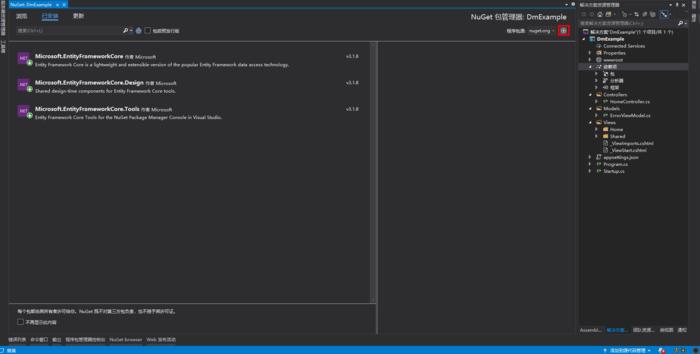 NuGet: DmExample
浏览
已安装
更新
NuGet 包管理器: DmExample
搜索(Ctrl+L)
包括预发行版
程序包源:
nuget.org
Microsoft.EntityFrameworkCore 作者 Microsoft
v3.1.8
Entity Framework Core is a lightweight and extensible version of the popular Entity Framework data access technology.
Microsoft.EntityFrameworkCore.Design 作者 Microsoft
v3.1.8
Shared design-time components for Entity Framework Core tools.
Microsoft.EntityFrameworkCore.Tools 作者 Microsoft
v3.1.8
Entity Framework Core Tools for the NuGet Package Manager Console in Visual Studio.
每个包都由其所有者许可给你。NuGet 既不对第三方包负责，也不授予其许可证。
不再显示此内容
错误列表
命令窗口
输出
程序包管理器控制台
NuGet browser
Web 发布活动
就绪
添加到源代码管理
解决方案资源管理器
搜索解决方案资源管理器(Ctrl+;)
解决方案"DmExample"(1 个项目/共 1 个)
DmExample
Connected Services
Properties
wwwroot
依赖项
包
分析器
框架
Controllers
HomeController.cs
Models
ErrorViewModel.cs
Views
Home
Shared
_ViewImports.cshtml
_ViewStart.cshtml
appsettings.json
Program.cs
Startup.cs
Assembl...
解决方案...
团队资源...
类视图
通知